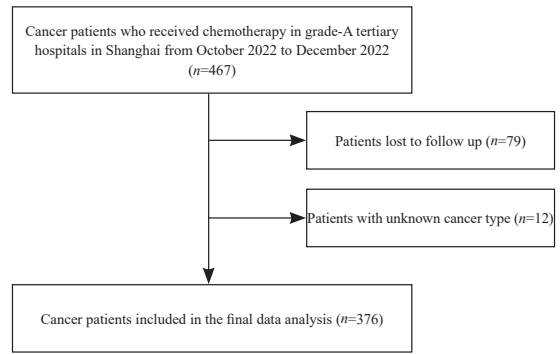 Cancer patients who received chemotherapy in grade-A tertiary
hospitals in Shanghai from October 2022 to December 2022
(n=467)
Patients lost to follow up (n=79)
Patients with unknown cancer type (n=12)
Cancer patients included in the final data analysis (n=376)